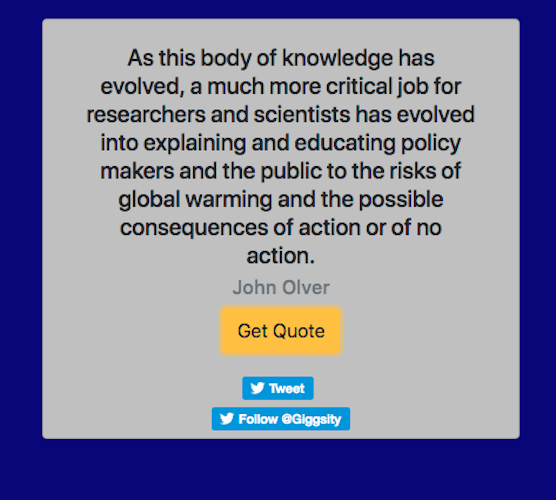 As this body of knowledge has
evolved, a much more critical job for
researchers and scientists has evolved
into explaining and educating policy
makers and the public to the risks of
global warming and the possible
consequences of action or of no
action.
John Olver
Get Quote
Tweet
Follow @Giggsity